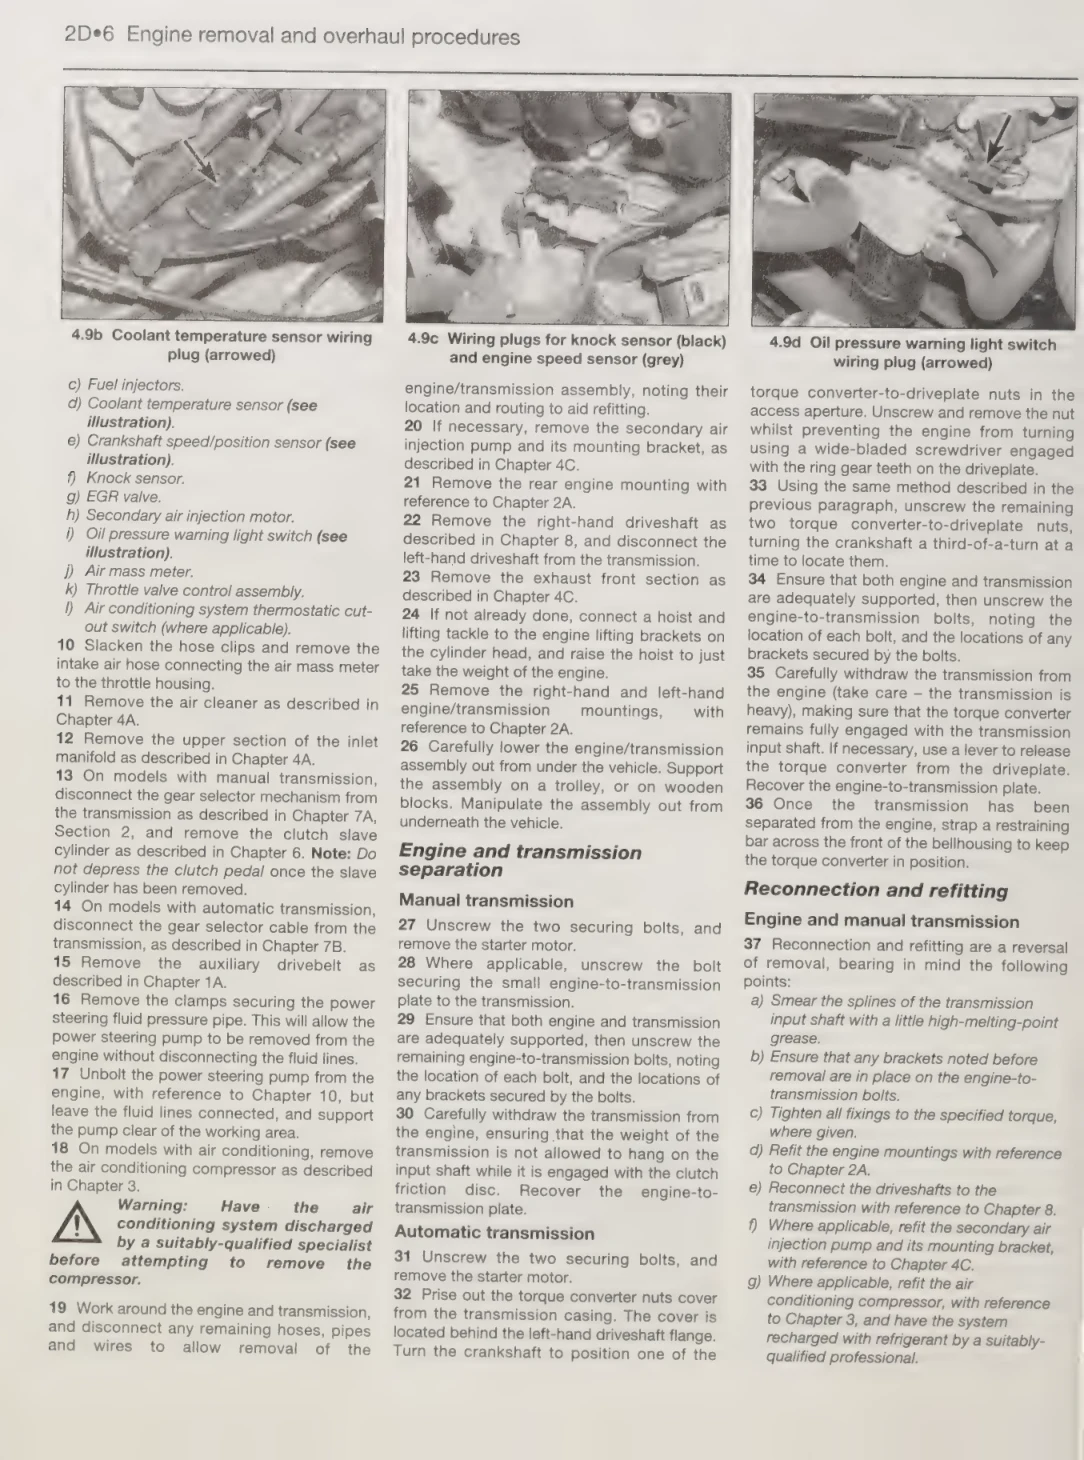 2D•6 Engine removal and overhaul procedures
4.9b Coolant temperature sensor wiring
plug (arrowed)
4.9c Wiring plugs for knock sensor (black)
and engine speed sensor (grey)
4.9d Oil pressure warning light switch
wiring plug (arrowed)
c) Fuel injectors.
d) Coolant temperature sensor (see
illustration).
e) Crankshaft speed/position sensor (see
illustration).
f) Knock sensor.
g) EGR valve.
h) Secondary air injection motor.
i) Oil pressure warning light switch (see
illustration).
j) Air mass meter.
k) Throttle valve control assembly.
l) Air conditioning system thermostatic cut-
out switch (where applicable).
10 Slacken the hose clips and remove the
intake air hose connecting the air mass meter
to the throttle housing.
11 Remove the air cleaner as described in
Chapter 4A.
12 Remove the upper section of the inlet
manifold as described in Chapter 4A.
13 On models with manual transmission,
disconnect the gear selector mechanism from
the transmission as described in Chapter 7A,
Section 2, and remove the clutch slave
cylinder as described in Chapter 6. Note: Do
not depress the clutch pedal once the slave
cylinder has been removed.
14 On models with automatic transmission,
disconnect the gear selector cable from the
transmission, as described in Chapter 7B.
15 Remove the auxiliary drivebelt as
described in Chapter 1A.
16 Remove the clamps securing the power
steering fluid pressure pipe. This will allow the
power steering pump to be removed from the
engine without disconnecting the fluid lines.
17 Unbolt the power steering pump from the
engine, with reference to Chapter 10, but
leave the fluid lines connected, and support
the pump clear of the working area.
18 On models with air conditioning, remove
the air conditioning compressor as described
in Chapter 3.
Warning: Have the air
conditioning system discharged
by a suitably-qualified specialist
before attempting to remove the
compressor.
19 Work around the engine and transmission,
and disconnect any remaining hoses, pipes
and wires to allow removal of the
engine/transmission assembly, noting their
location and routing to aid refitting.
20 If necessary, remove the secondary air
injection pump and its mounting bracket, as
described in Chapter 4C.
21 Remove the rear engine mounting with
reference to Chapter 2A.
22 Remove the right-hand driveshaft as
described in Chapter 8, and disconnect the
left-hand driveshaft from the transmission.
23 Remove the exhaust front section as
described in Chapter 4C.
24 If not already done, connect a hoist and
lifting tackle to the engine lifting brackets on
the cylinder head, and raise the hoist to just
take the weight of the engine.
25 Remove the right-hand and left-hand
engine/transmission mountings, with
reference to Chapter 2A.
26 Carefully lower the engine/transmission
assembly out from under the vehicle. Support
the assembly on a trolley, or on wooden
blocks. Manipulate the assembly out from
underneath the vehicle.
Engine and transmission
separation
Manual transmission
27 Unscrew the two securing bolts, and
remove the starter motor.
28 Where applicable, unscrew the bolt
securing the small engine-to-transmission
plate to the transmission.
29 Ensure that both engine and transmission
are adequately supported, then unscrew the
remaining engine-to-transmission bolts, noting
the location of each bolt, and the locations of
any brackets secured by the bolts.
30 Carefully withdraw the transmission from
the engine, ensuring that the weight of the
transmission is not allowed to hang on the
input shaft while it is engaged with the clutch
friction disc. Recover the engine-to-
transmission plate.
Automatic transmission
31 Unscrew the two securing bolts, and
remove the starter motor.
32 Prise out the torque converter nuts cover
from the transmission casing. The cover is
located behind the left-hand driveshaft flange.
Turn the crankshaft to position one of the
torque converter-to-driveplate nuts in the
access aperture. Unscrew and remove the nut
whilst preventing the engine from turning
using a wide-bladed screwdriver engaged
with the ring gear teeth on the driveplate.
33 Using the same method described in the
previous paragraph, unscrew the remaining
two torque converter-to-driveplate nuts,
turning the crankshaft a third-of-a-turn at a
time to locate them.
34 Ensure that both engine and transmission
are adequately supported, then unscrew the
engine-to-transmission bolts, noting the
location of each bolt, and the locations of any
brackets secured by the bolts.
35 Carefully withdraw the transmission from
the engine (take care – the transmission is
heavy), making sure that the torque converter
remains fully engaged with the transmission
input shaft. If necessary, use a lever to release
the torque converter from the driveplate.
Recover the engine-to-transmission plate.
36 Once the transmission has been
separated from the engine, strap a restraining
bar across the front of the bellhousing to keep
the torque converter in position.
Reconnection and refitting
Engine and manual transmission
37 Reconnection and refitting are a reversal
of removal, bearing in mind the following
points:
a) Smear the splines of the transmission
input shaft with a little high-melting-point
grease.
b) Ensure that any brackets noted before
removal are in place on the engine-to-
transmission bolts.
c) Tighten all fixings to the specified torque,
where given.
d) Refit the engine mountings with reference
to Chapter 2A.
e) Reconnect the driveshafts to the
transmission with reference to Chapter 8.
f) Where applicable, refit the secondary air
injection pump and its mounting bracket,
with reference to Chapter 4C.
g) Where applicable, refit the air
conditioning compressor, with reference
to Chapter 3, and have the system
recharged with refrigerant by a suitably-
qualified professional.